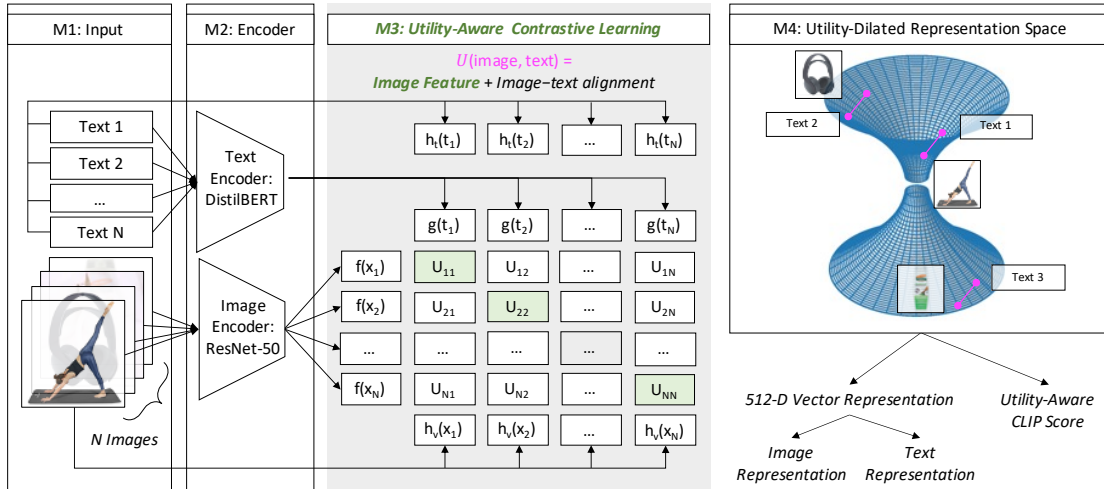 M1: Input
M2: Encoder
M3: Utility-Aware Contrastive Learning
M4: Utility-Dilated Representation Space
U(image, text) =
Image Feature + Image−text alignment
Text 1
Text 2
...
Text N
Text
Encoder:
DistilBERT
Image
Encoder:
ResNet-50
N Images
h_t(t_1) h_t(t_2) ... h_t(t_N)
g(t_1) g(t_2) ... g(t_N)
f(x_1) U_11 U_12 ... U_1N
f(x_2) U_21 U_22 ... U_2N
... ... ... ... ...
f(x_N) U_N1 U_N2 ... U_NN
h_v(x_1) h_v(x_2) ... h_v(x_N)
Text 2
Text 1
Text 3
512-D Vector Representation
Utility-Aware
CLIP Score
Image
Representation
Text
Representation